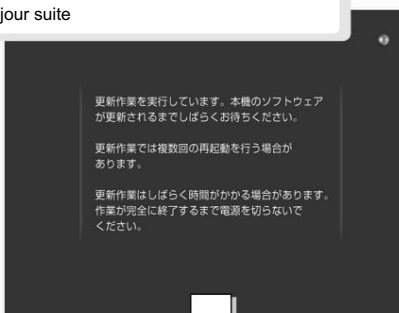 jour suite
更新作業を実行しています。本機のソフトウェア
が更新されるまでしばらくお待ちください。
更新作業では複数回の再起動を行う場合が
あります。
更新作業はしばらく時間がかかる場合があります。
作業が完全に終了するまで電源を切らないで
ください。